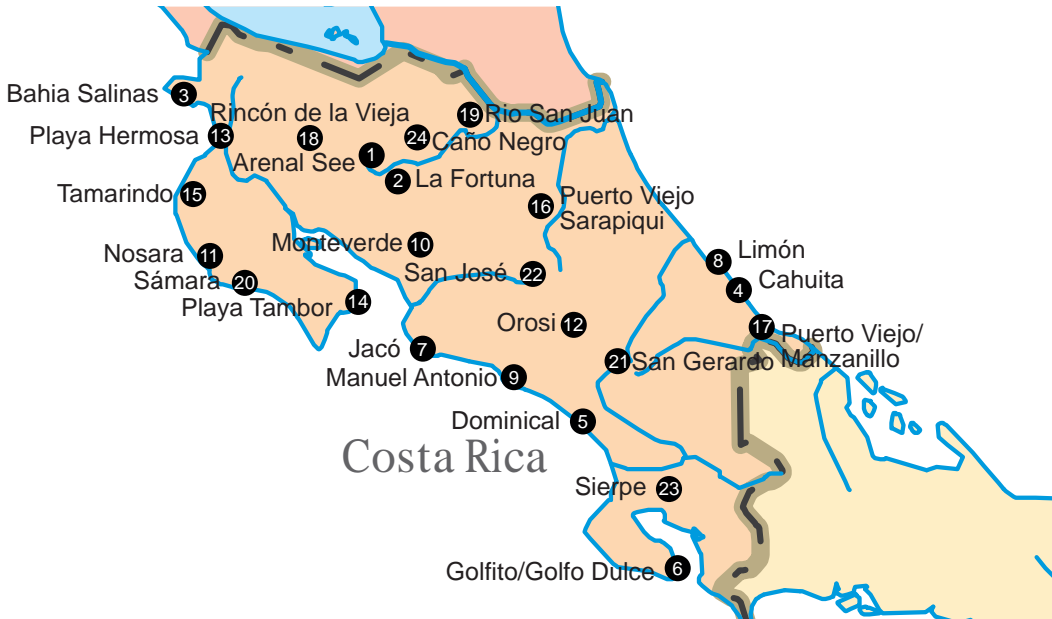 Bahia Salinas 3
19 Rio San Juan
Rincón de la Vieja
18
Playa Hermosa 13
24 Caño Negro
Arenal See 1
2 La Fortuna
Tamarindo 15
16 Puerto Viejo
Sarapiqui
Monteverde 10
Nosara 11
8 Limón
San José 22
Sámara 20
4 Cahuita
Playa Tambor 14
Orosi 12
17 Puerto Viejo/
Manzanillo
Jacó 7
21 San Gerardo
Manuel Antonio 9
Dominical 5
Costa Rica
Sierpe 23
Golfito/Golfo Dulce 6